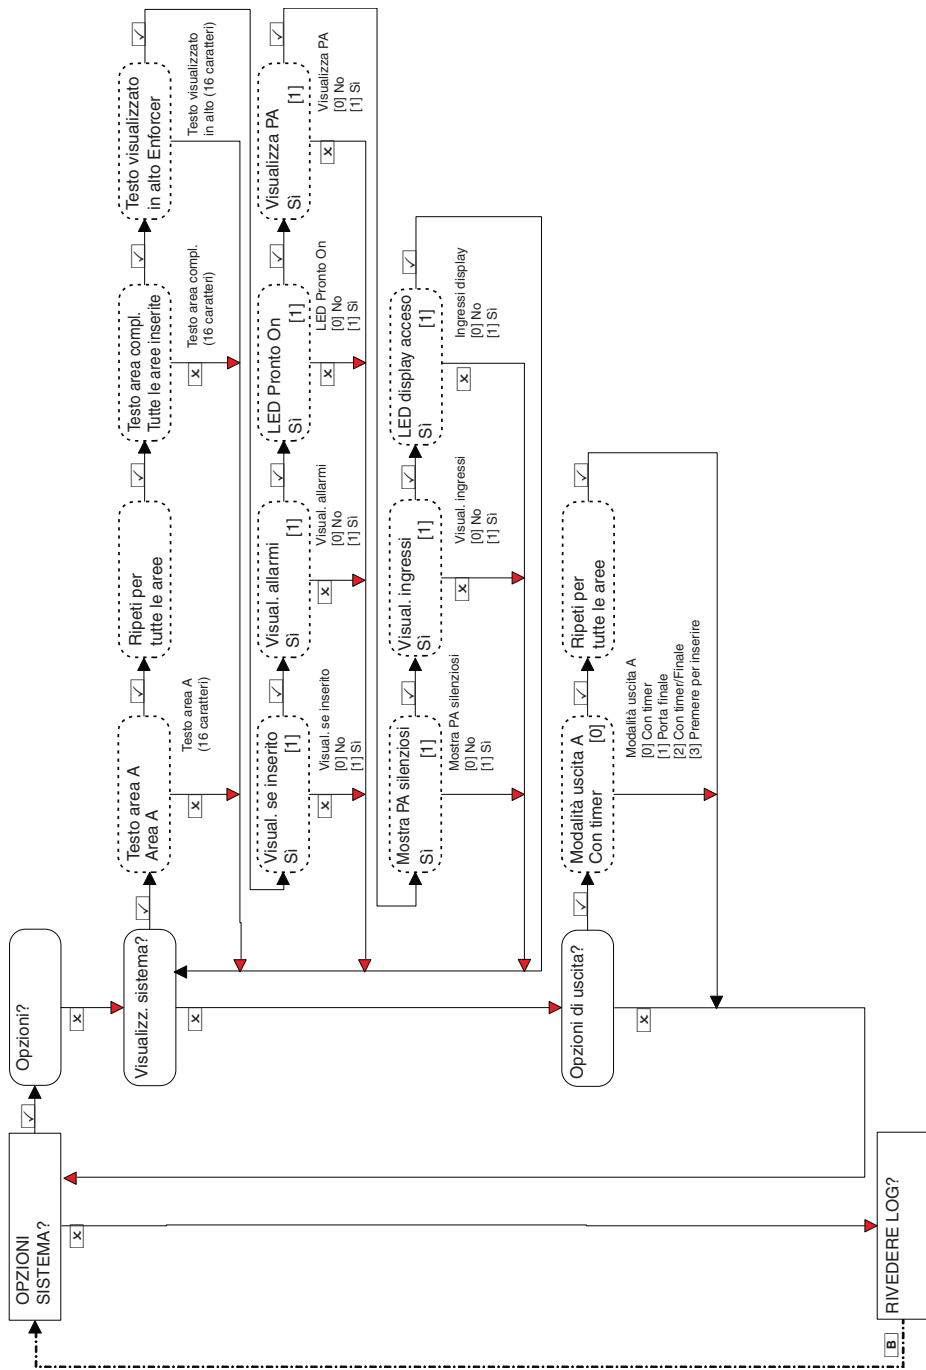 OPZIONI
SISTEMA?
Opzioni?
Visualizz. sistema?
Testo area A
Area A
Testo area A
(16 caratteri)
Ripeti per
tutte le aree
Testo area compl.
Tutte le aree inserite
Testo area compl.
(16 caratteri)
Testo visualizzato
in alto Enforcer
Testo visualizzato
in alto (16 caratteri)
Visual. se inserito
Sì [1]
Visual. se inserito
[0] No
[1] Sì
Visual. allarmi
Sì [1]
Visual. allarmi
[0] No
[1] Sì
LED Pronto On
Sì [1]
LED Pronto On
[0] No
[1] Sì
Visualizza PA
Sì [1]
Visualizza PA
[0] No
[1] Sì
Mostra PA silenziosi
Sì [1]
Mostra PA silenziosi
[0] No
[1] Sì
Visual. ingressi
Sì [1]
Visual. ingressi
[0] No
[1] Sì
LED display acceso
Sì [1]
Ingressi display
[0] No
[1] Sì
Opzioni di uscita?
Modalità uscita A
Con timer [0]
Modalità uscita A
[0] Con timer
[1] Porta finale
[2] Con timer/Finale
[3] Premere per inserire
Ripeti per
tutte le aree
RIVEDERE LOG?
B